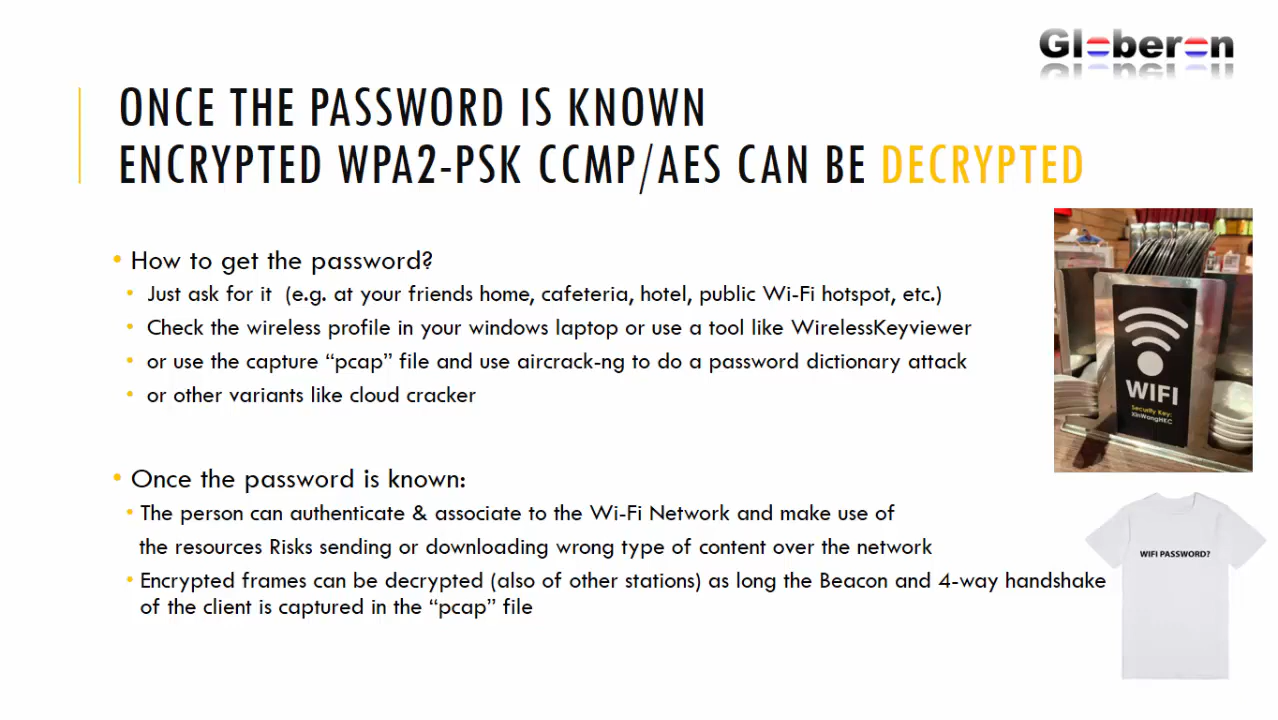 Globeron
ONCE THE PASSWORD IS KNOWN
ENCRYPTED WPA2-PSK CCMP/AES CAN BE DECRYPTED
• How to get the password?
• Just ask for it (e.g. at your friends home, cafeteria, hotel, public Wi-Fi hotspot, etc.)
• Check the wireless profile in your windows laptop or use a tool like WirelessKeyviewer
• or use the capture “pcap” file and use aircrack-ng to do a password dictionary attack
• or other variants like cloud cracker
WIFI
Security Key:
XinWangHKC
• Once the password is known:
• The person can authenticate & associate to the Wi-Fi Network and make use of
the resources Risks sending or downloading wrong type of content over the network
• Encrypted frames can be decrypted (also of other stations) as long the Beacon and 4-way handshake
of the client is captured in the “pcap” file
WIFI PASSWORD?